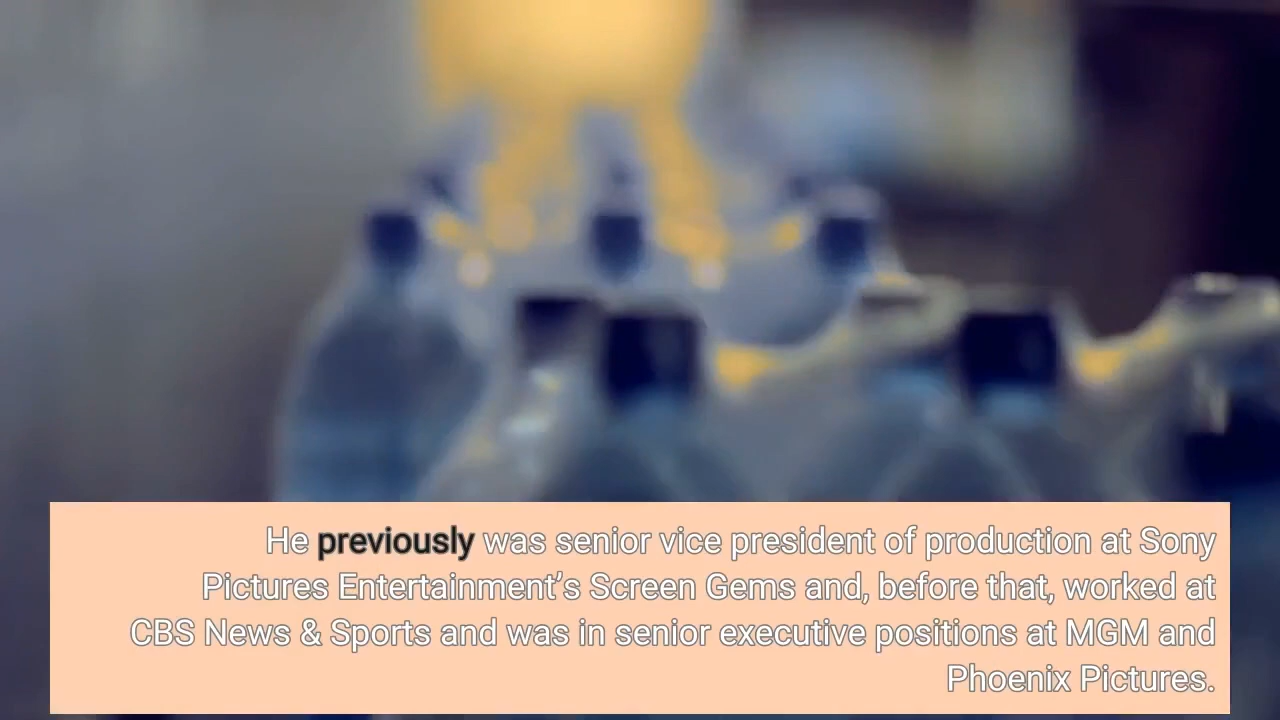 He previously was senior vice president of production at Sony
Pictures Entertainment’s Screen Gems and, before that, worked at
CBS News & Sports and was in senior executive positions at MGM and
Phoenix Pictures.